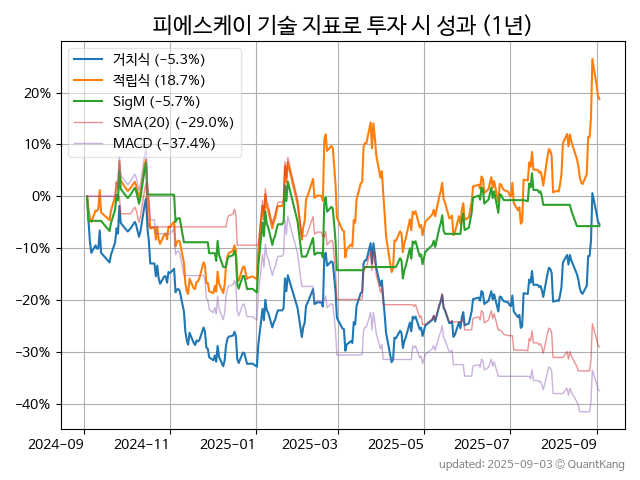 피에스케이 기술 지표로 투자 시 성과 (1년)
거치식 (−5.3%)
적립식 (18.7%)
SigM (−5.7%)
SMA(20) (−29.0%)
MACD (−37.4%)
20%
10%
0%
−10%
−20%
−30%
−40%
2024-09 2024-11 2025-01 2025-03 2025-05 2025-07 2025-09
updated: 2025-09-03 ⓒ QuantKang